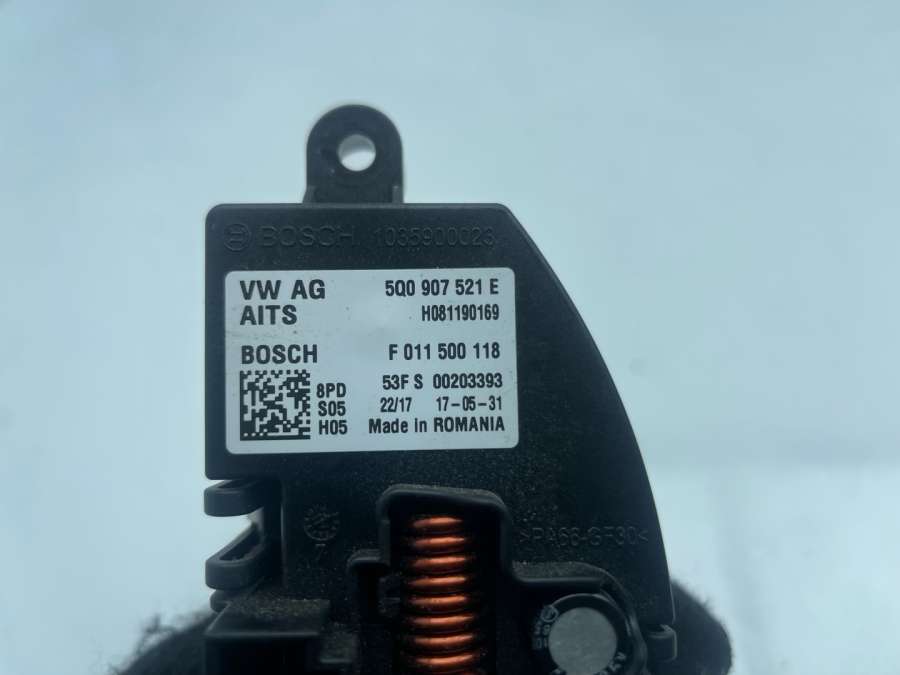 BOSCH 1035900023
VW AG 5Q0 907 521 E
AITS H081190169
BOSCH F 011 500 118
8PD 53F S 00203393
S05 22/17 17-05-31
H05 Made in ROMANIA
>PA66-GF30<